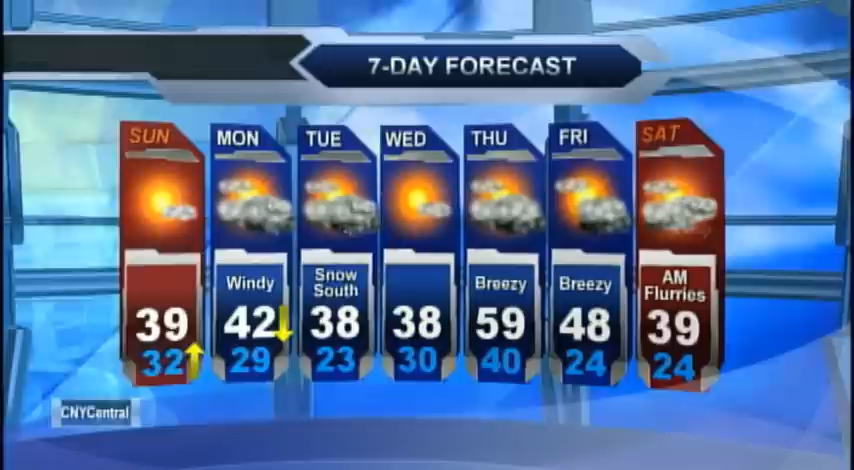 7-DAY FORECAST
SUN
MON
TUE
WED
THU
FRI
SAT
Windy
Snow
South
Breezy
Breezy
AM
Flurries
39
42
38
38
59
48
39
32
29
23
30
40
24
24
CNYCentral